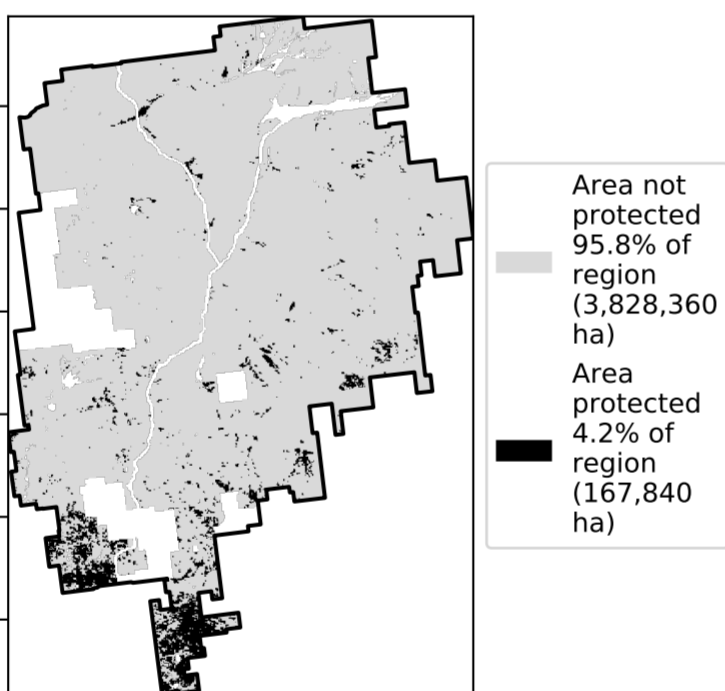 Area not
protected
95.8% of
region
(3,828,360
ha)
Area
protected
4.2% of
region
(167,840
ha)